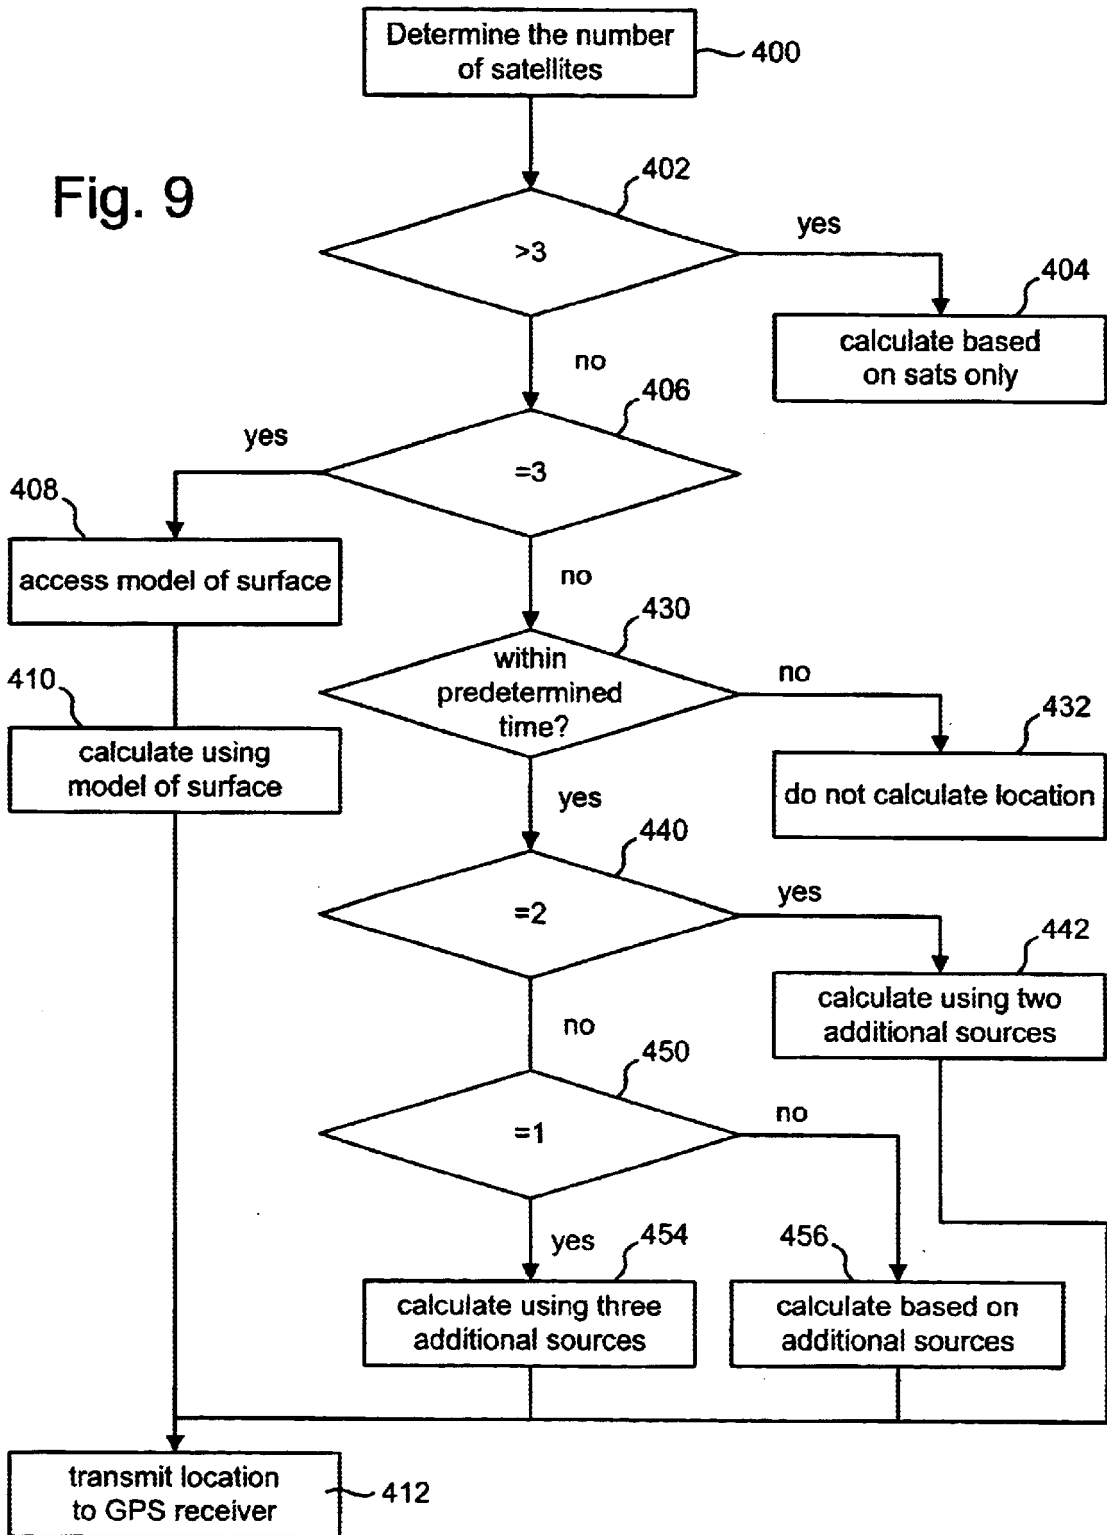 Determine the number
of satellites
400
Fig. 9
402
>3
yes
404
calculate based
on sats only
no
406
yes
=3
408
access model of surface
no
430
410
within
predetermined
time?
no
432
calculate using
model of surface
do not calculate location
yes
440
=2
yes
442
calculate using two
additional sources
no
450
=1
no
yes
454
456
calculate using three
additional sources
calculate based on
additional sources
transmit location
to GPS receiver
412